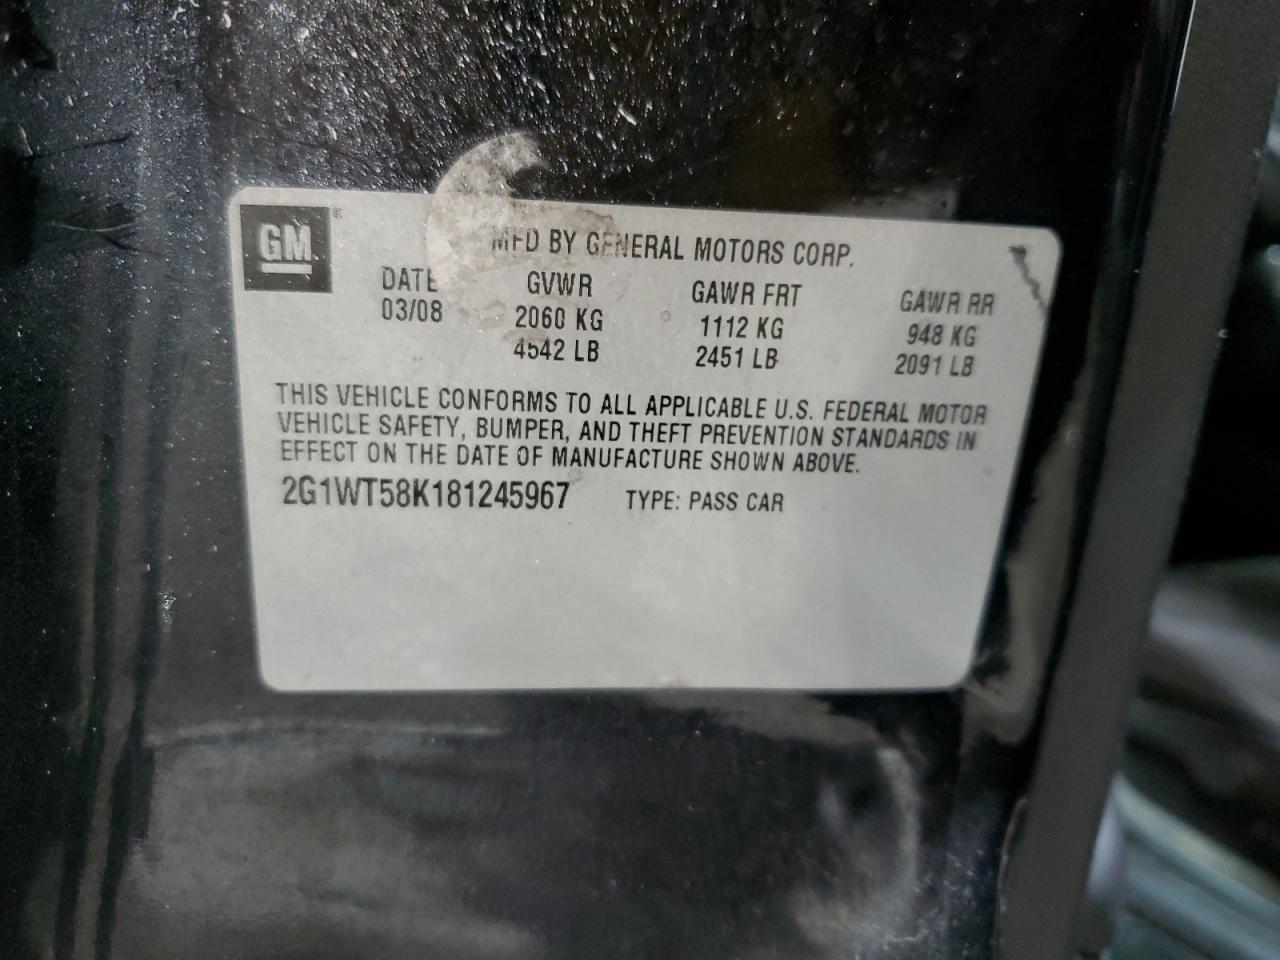 GM
MFD BY GENERAL MOTORS CORP.
DATE GVWR GAWR FRT GAWR RR
03/08 2060 KG 1112 KG 948 KG
4542 LB 2451 LB 2091 LB
THIS VEHICLE CONFORMS TO ALL APPLICABLE U.S. FEDERAL MOTOR
VEHICLE SAFETY, BUMPER, AND THEFT PREVENTION STANDARDS IN
EFFECT ON THE DATE OF MANUFACTURE SHOWN ABOVE.
2G1WT58K181245967 TYPE: PASS CAR